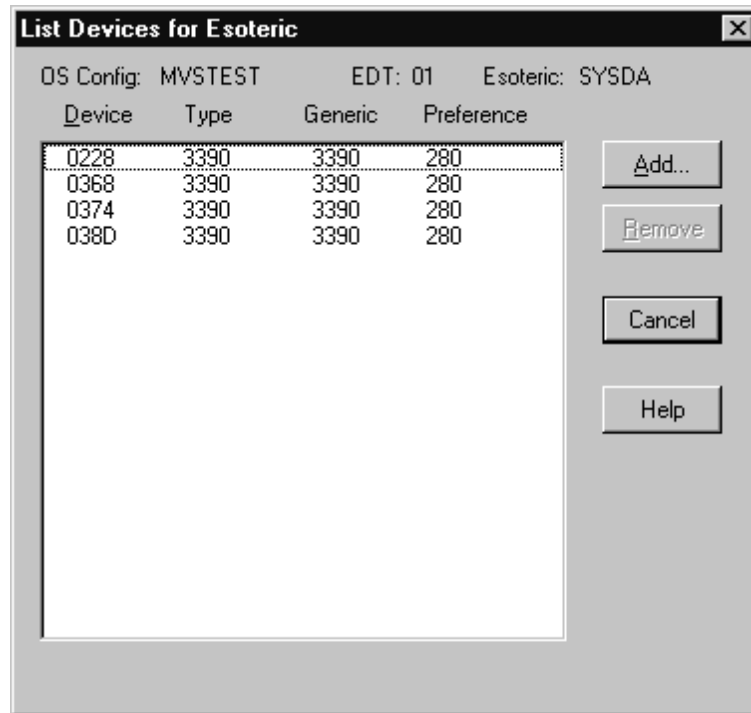 List Devices for Esoteric
OS Config: MVSTEST EDT: 01 Esoteric: SYSDA
Device Type Generic Preference
0228 3390 3390 280
0368 3390 3390 280
0374 3390 3390 280
038D 3390 3390 280
Add...
Remove
Cancel
Help